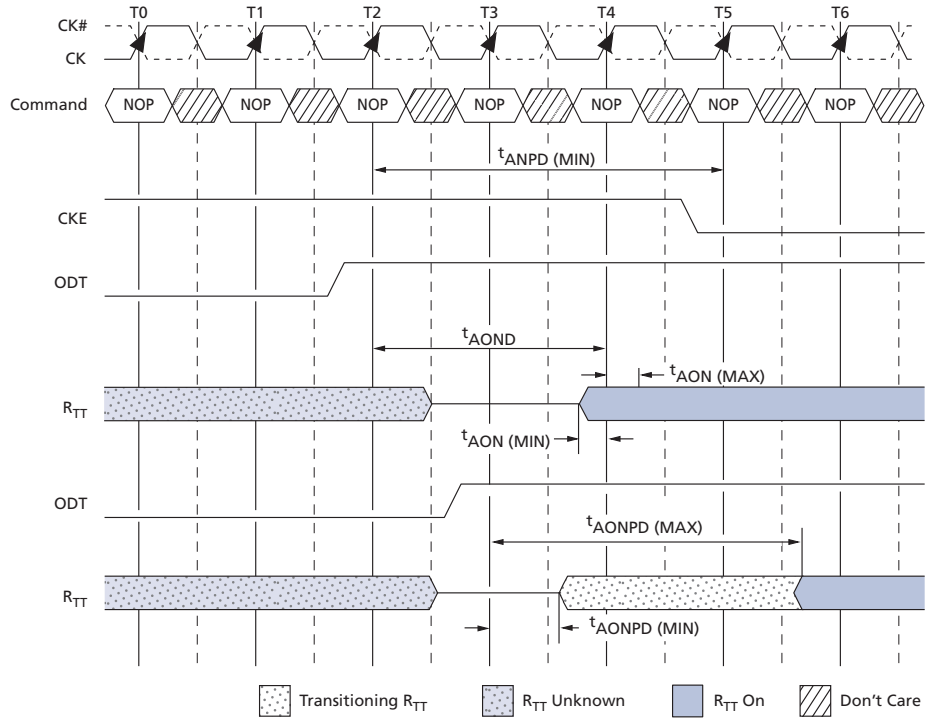 CK#
CK
T0 T1 T2 T3 T4 T5 T6
Command NOP NOP NOP NOP NOP NOP NOP
tANPD (MIN)
CKE
ODT
tAOND
tAON (MAX)
RTT
tAON (MIN)
ODT
tAONPD (MAX)
RTT
tAONPD (MIN)
Transitioning RTT RTT Unknown RTT On Don't Care